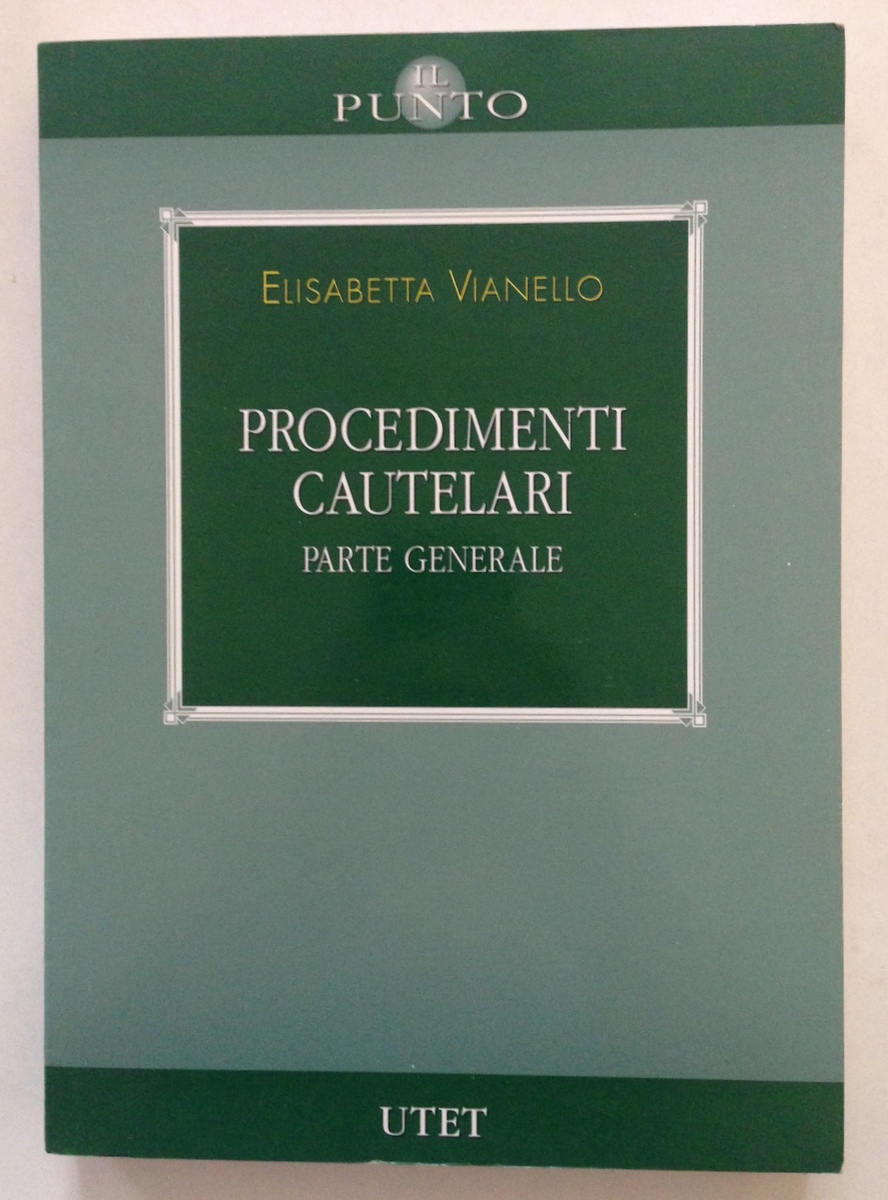 IL
PUNTO
ELISABETTA VIANELLO
PROCEDIMENTI
CAUTELARI
PARTE GENERALE
UTET